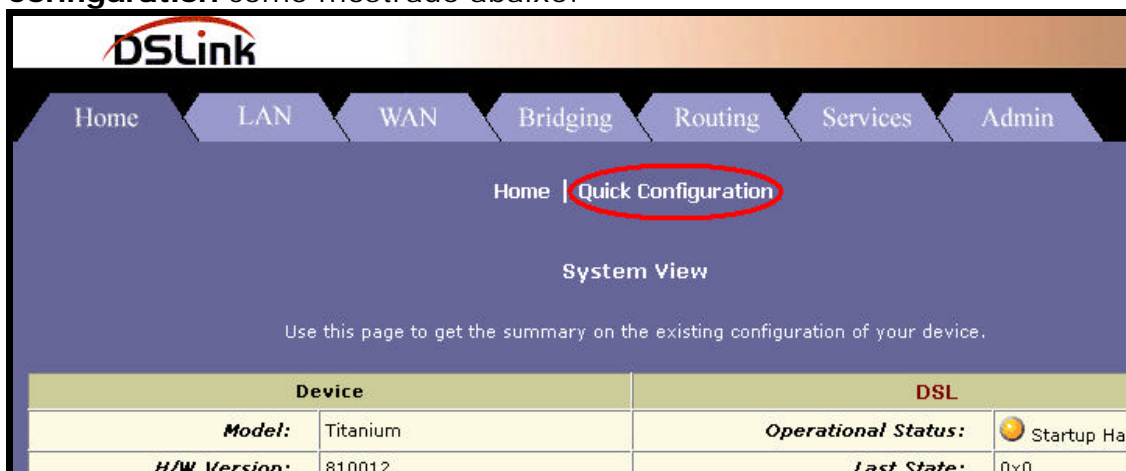 configuration como mostrado abaixo:
DSLink
Home LAN WAN Bridging Routing Services Admin
Home | Quick Configuration
System View
Use this page to get the summary on the existing configuration of your device.
Device DSL
Model: Titanium Operational Status: Startup Ha
H/W Version: 810012 Last State: 0x0